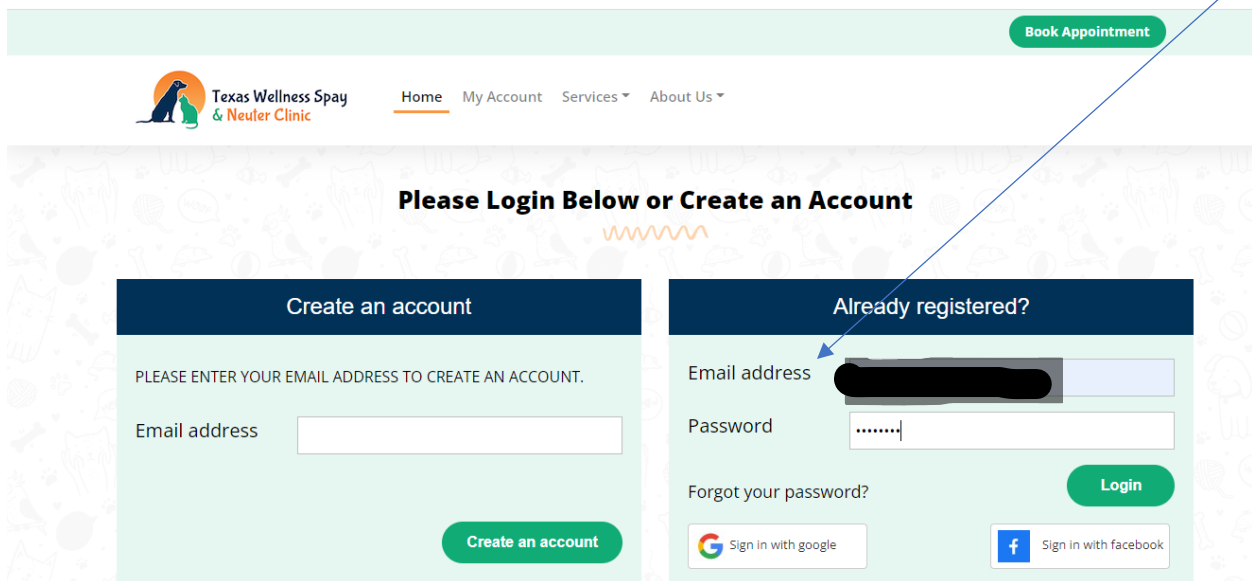 Book Appointment
Texas Wellness Spay
& Neuter Clinic
Home My Account Services About Us
Please Login Below or Create an Account
Create an account
PLEASE ENTER YOUR EMAIL ADDRESS TO CREATE AN ACCOUNT.
Email address
Create an account
Already registered?
Email address
Password
Forgot your password?
Login
Sign in with google
Sign in with facebook